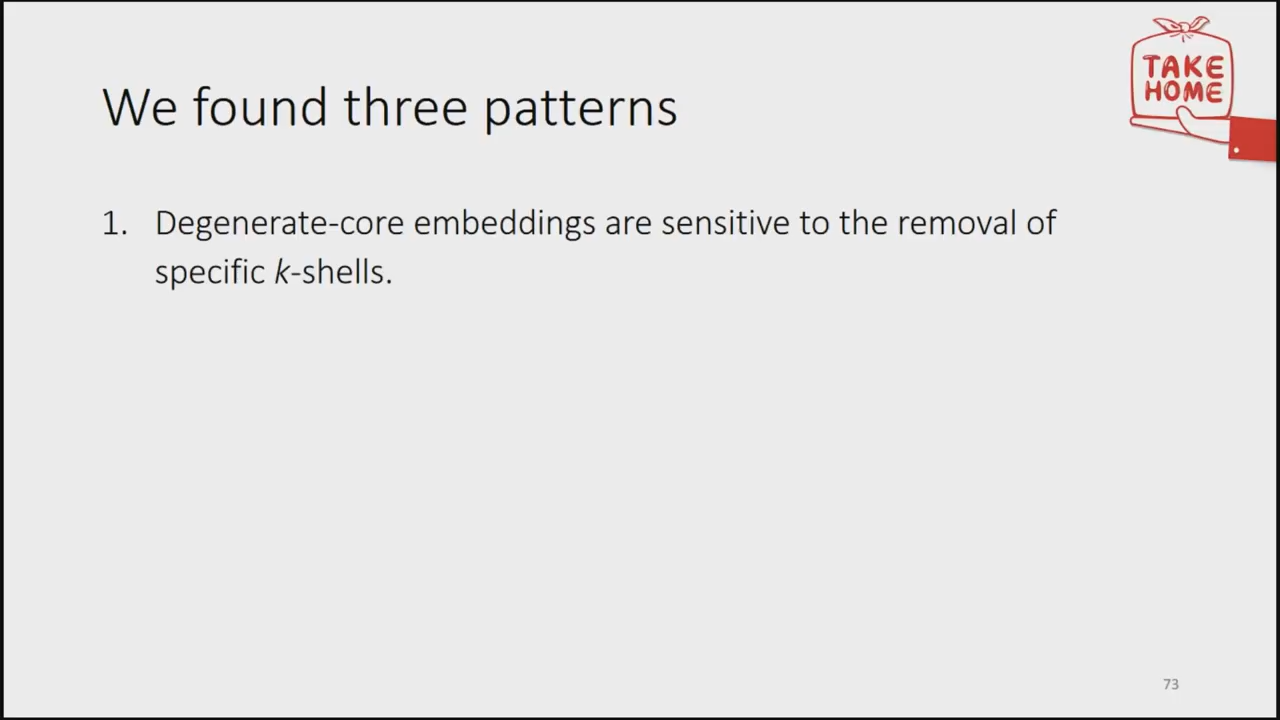 TAKE
HOME
We found three patterns
1. Degenerate-core embeddings are sensitive to the removal of
specific k-shells.
73